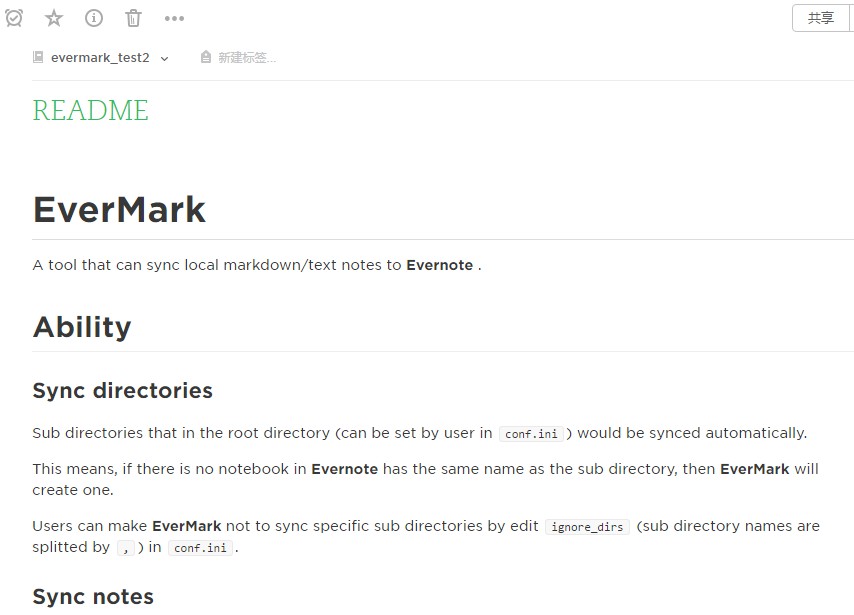 共享
evermark_test2 新建标签...
README
EverMark
A tool that can sync local markdown/text notes to Evernote .
Ability
Sync directories
Sub directories that in the root directory (can be set by user in conf.ini ) would be synced automatically.
This means, if there is no notebook in Evernote has the same name as the sub directory, then EverMark will
create one.
Users can make EverMark not to sync specific sub directories by edit ignore_dirs (sub directory names are
splitted by , ) in conf.ini .
Sync notes